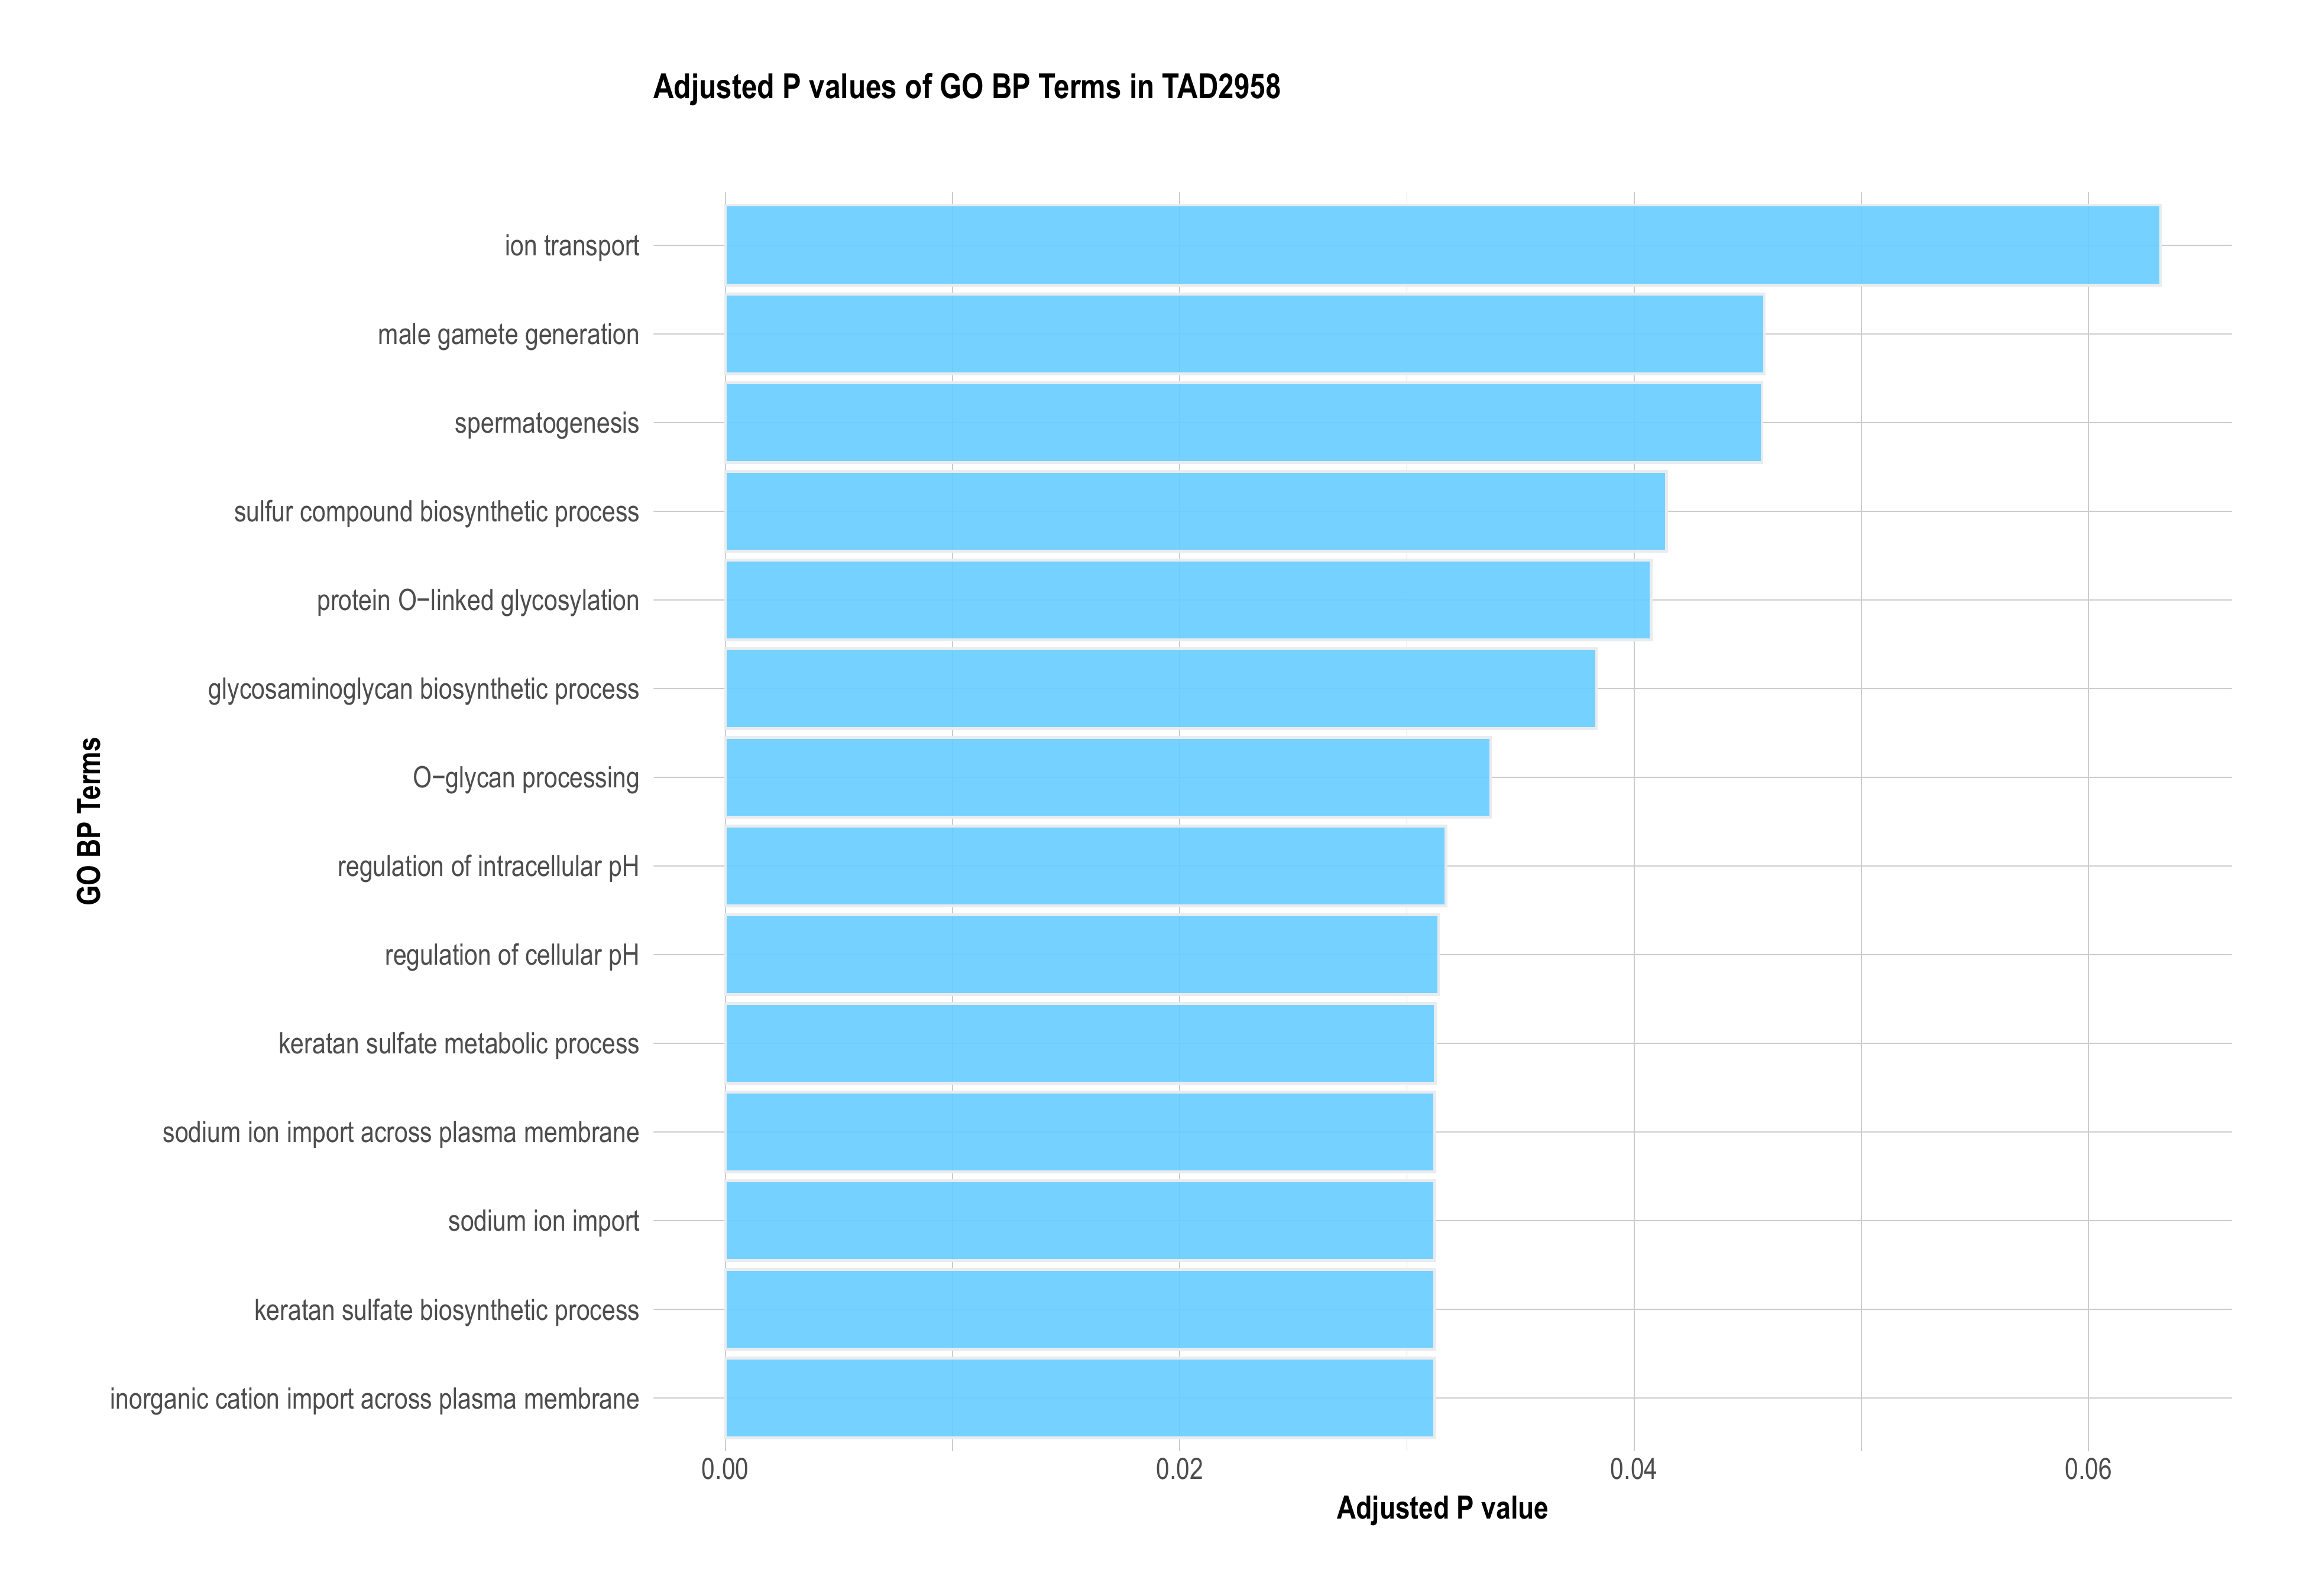 Adjusted P values of GO BP Terms in TAD2958
GO BP Terms
ion transport
male gamete generation
spermatogenesis
sulfur compound biosynthetic process
protein O−linked glycosylation
glycosaminoglycan biosynthetic process
O−glycan processing
regulation of intracellular pH
regulation of cellular pH
keratan sulfate metabolic process
sodium ion import across plasma membrane
sodium ion import
keratan sulfate biosynthetic process
inorganic cation import across plasma membrane
0.00 0.02 0.04 0.06
Adjusted P value